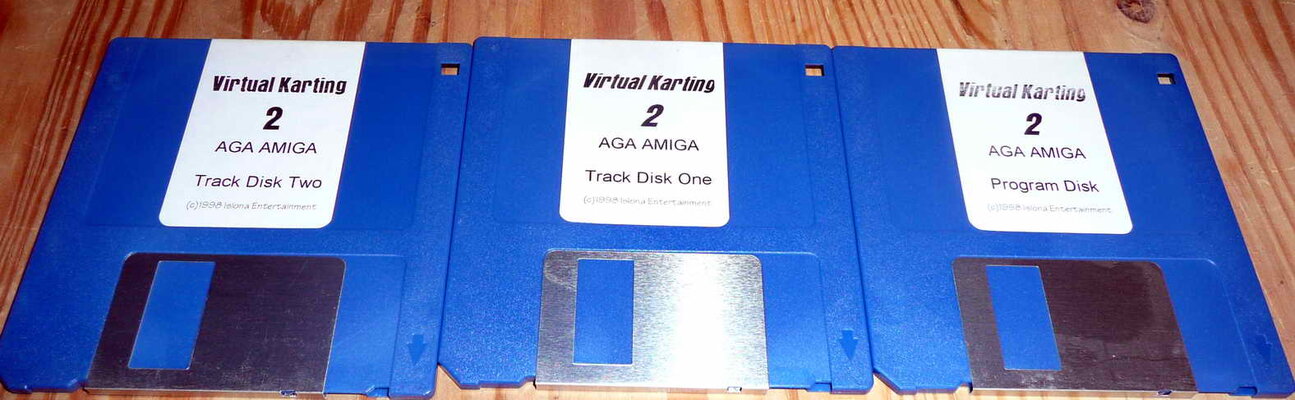 Virtual Karting
2
AGA AMIGA
Track Disk Two
(c)1998 Islona Entertainment
Virtual Karting
2
AGA AMIGA
Track Disk One
(c)1998 Islona Entertainment
Virtual Karting
2
AGA AMIGA
Program Disk
(c)1998 Islona Entertainment